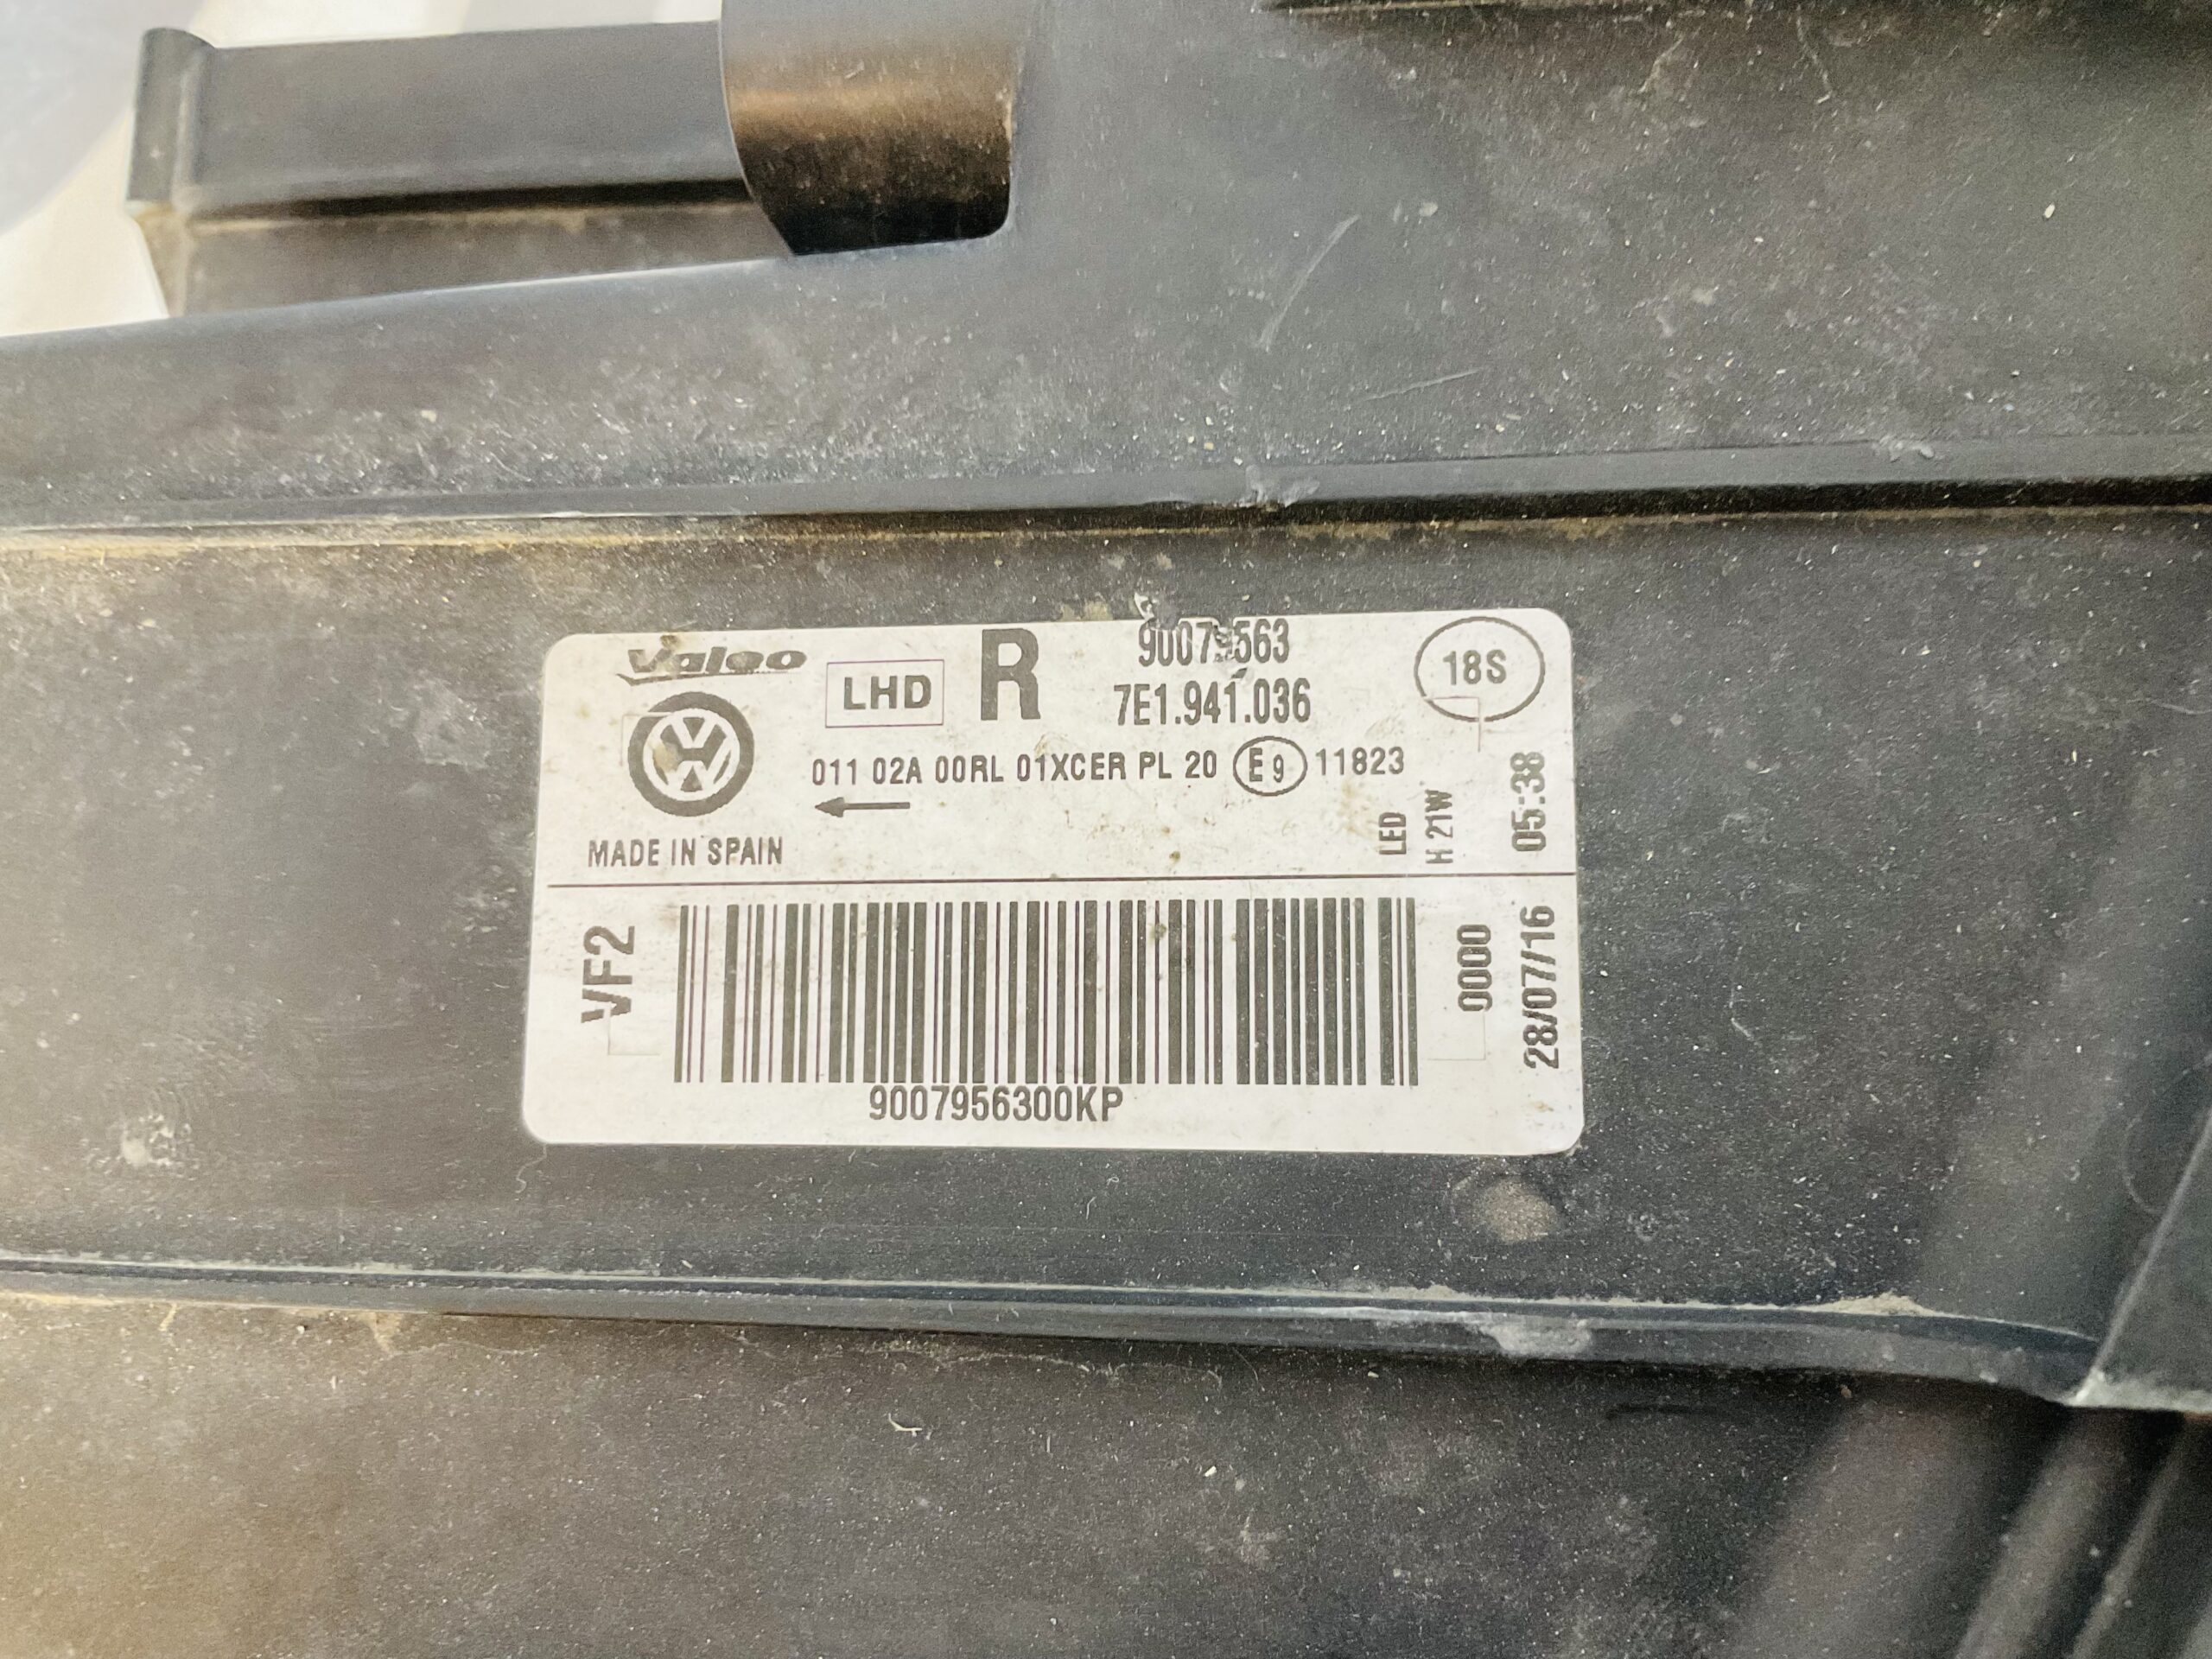 Valeo
LHD
R
90079563
7E1.941.036
18S
011 02A 00RL 01XCER PL 20 E9 11823
MADE IN SPAIN
LED
H 21W
05:38
VF2
0000
28/07/16
9007956300KP